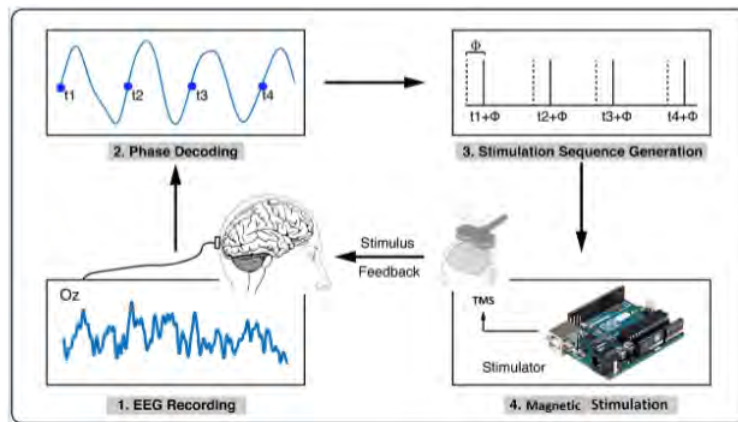 t1 t2 t3 t4
2. Phase Decoding
Φ
t1+Φ t2+Φ t3+Φ t4+Φ
3. Stimulation Sequence Generation
Stimulus
Feedback
Oz
1. EEG Recording
TMS
Stimulator
4. Magnetic Stimulation